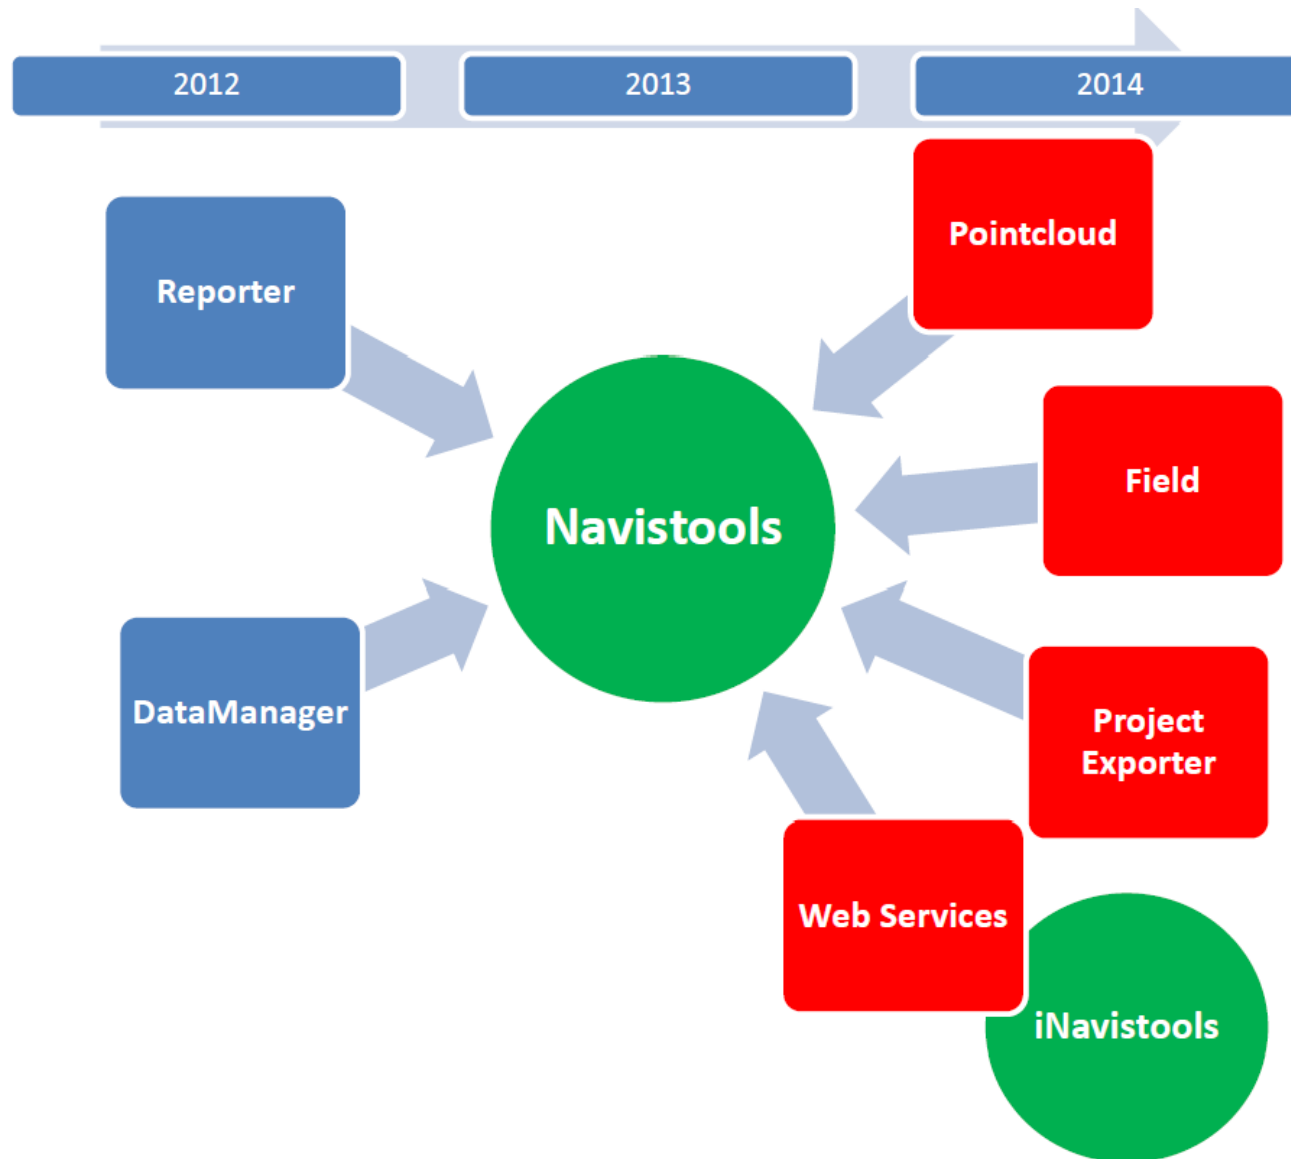 2012
2013
2014
Pointcloud
Reporter
Field
Navistools
DataManager
Project
Exporter
Web Services
iNavistools